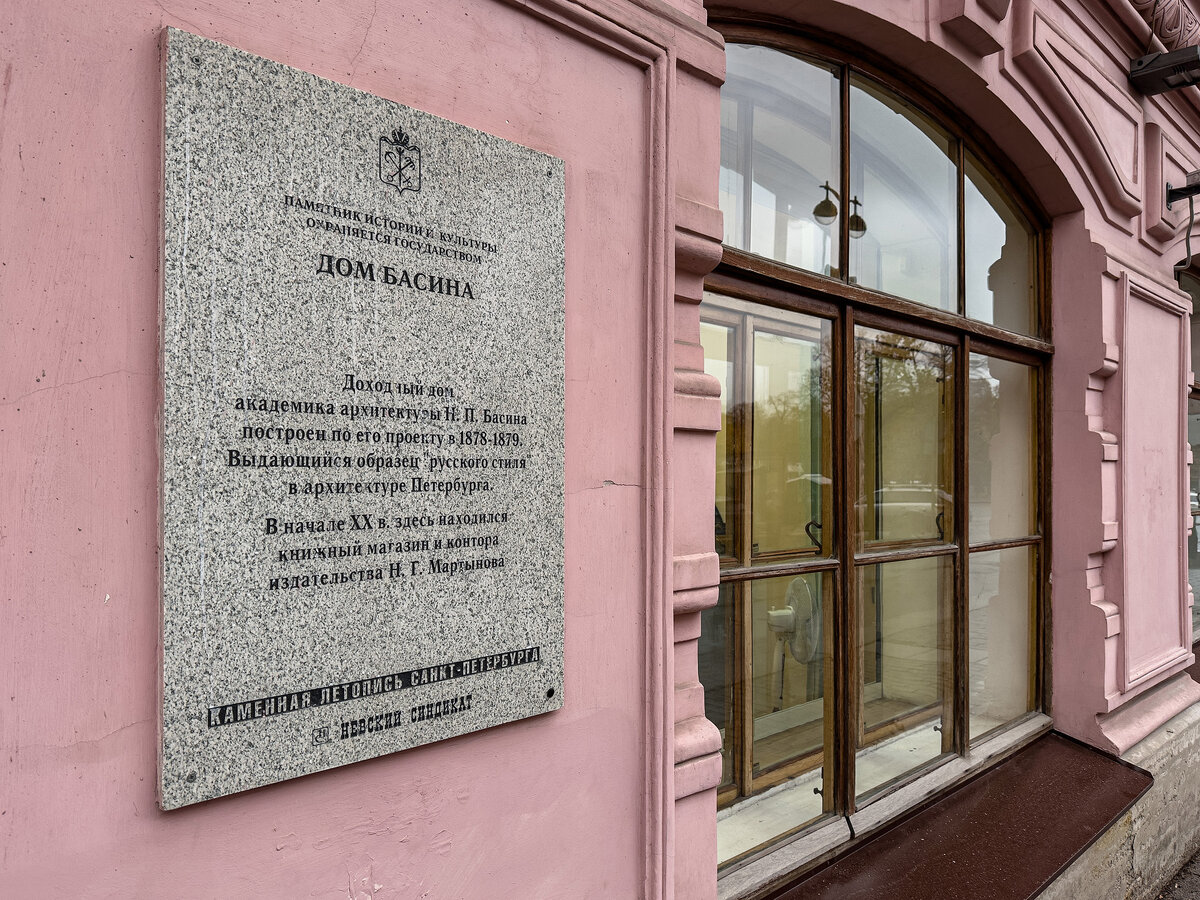 ПАМЯТНИК ИСТОРИИ И КУЛЬТУРЫ
ОХРАНЯЕТСЯ ГОСУДАРСТВОМ
ДОМ БАСИНА
Доходный дом
академика архитектуры Н. П. Басина
построен по его проекту в 1878-1879.
Выдающийся образец "русского стиля
в архитектуре Петербурга.
В начале XX в. здесь находился
книжный магазин и контора
издательства Н. Г. Мартынова
КАМЕННАЯ ЛЕТОПИСЬ САНКТ-ПЕТЕРБУРГА
НЕВСКИЙ СИНДИКАТ